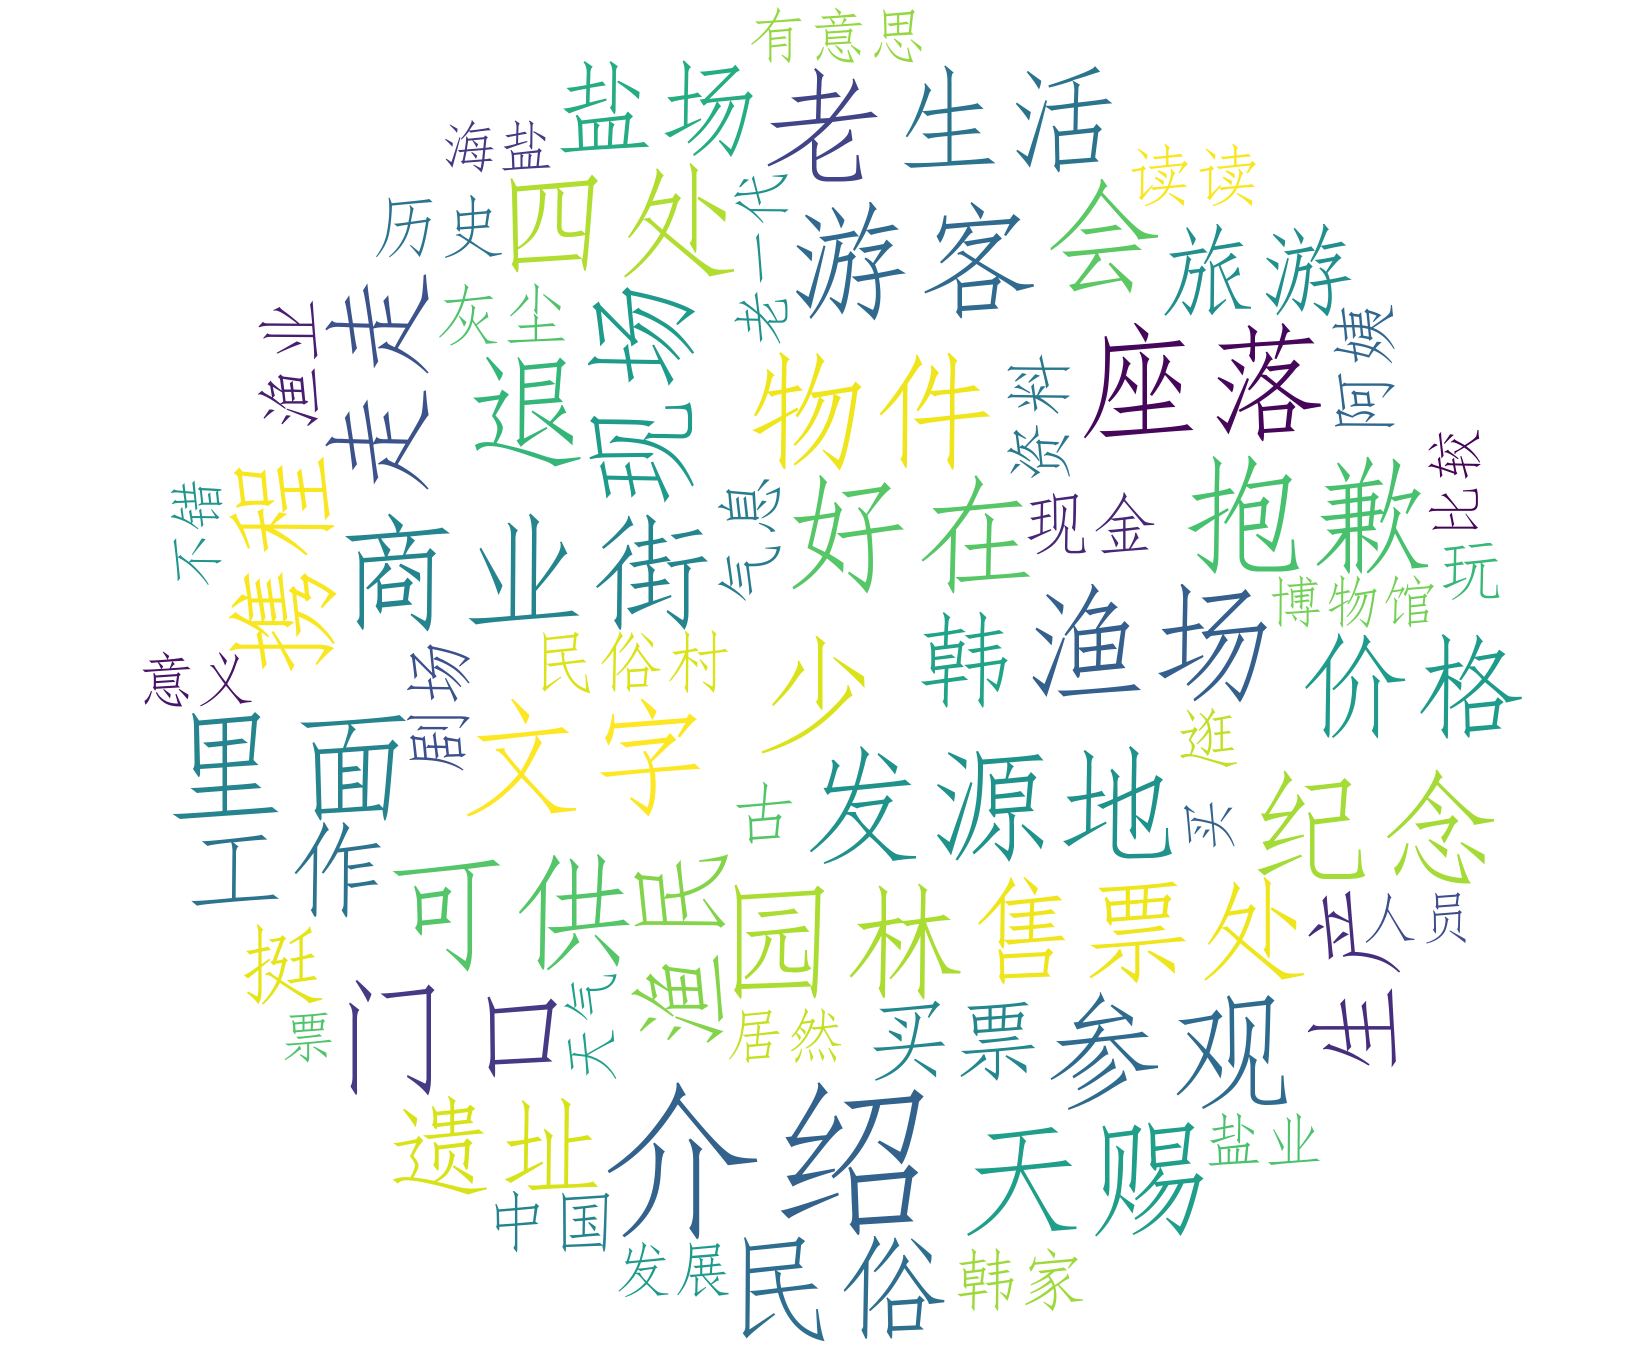 有意思
盐场
老
生活
海盐
读读
历史
四处
老一代
游客
会
旅游
灰尘
渔业
走走
退
现场
物件
资料
座落
阿姨
携程
不错
商业街
气息
好在
现金
抱歉
比较
玩
博物馆
意义
剧场
民俗村
少
韩
渔场
价格
里面
文字
逛
工作
古
发源地
买
纪念
可供
渔民
园林
售票处
生产
人员
挺
票
门口
天气
居然
买票
参观
遗址
介绍
天赐
盐业
中国
发展
民俗
韩家